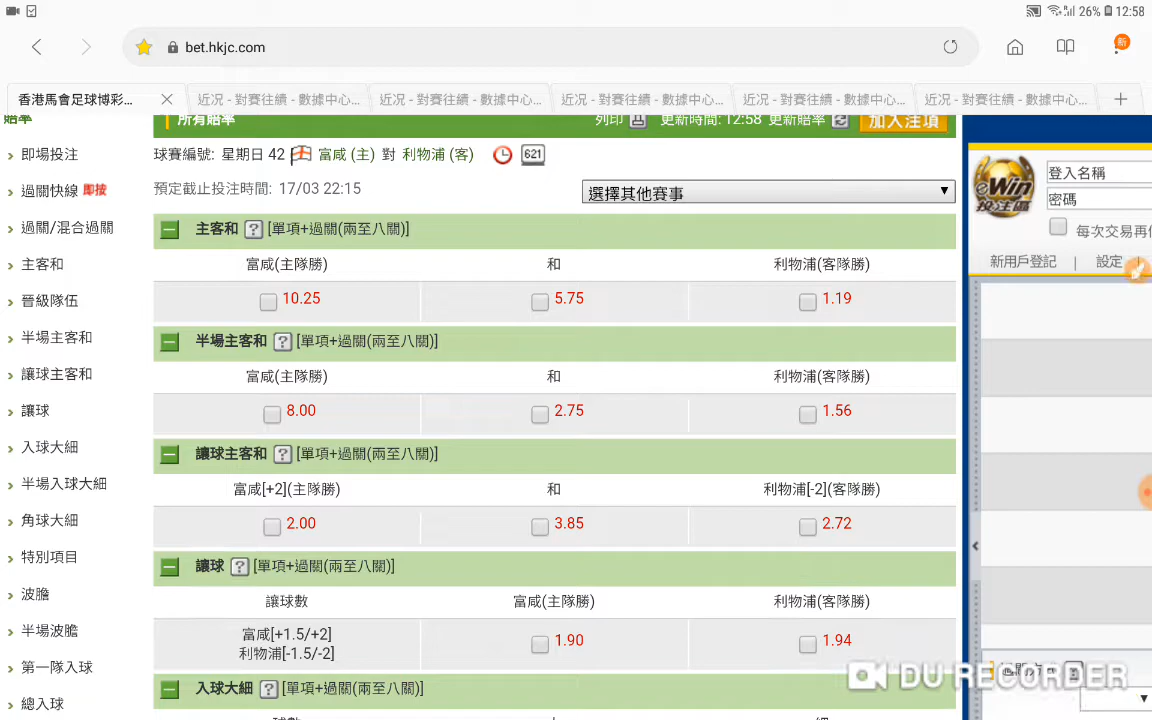 26% 12:58
bet.hkjc.com
新
香港馬會足球博彩...
近況 - 對賽往績 - 數據中心...
近況 - 對賽往績 - 數據中心...
近況 - 對賽往績 - 數據中心...
近況 - 對賽往績 - 數據中心...
近況 - 對賽往績 - 數據中心...
賠率
所有賠率
列印 更新時間: 12:58 更新賠率
加入注項
即場投注
球賽編號: 星期日 42 富咸 (主) 對 利物浦 (客) 621
登入名稱
過關快線 即按
預定截止投注時間: 17/03 22:15
選擇其他賽事
eWin
投注區
密碼
過關/混合過關
主客和 ? [單項+過關(兩至八關)]
每次交易再
主客和
富咸(主隊勝) 和 利物浦(客隊勝)
新用戶登記 | 設定 |
晉級隊伍
10.25 5.75 1.19
半場主客和
半場主客和 ? [單項+過關(兩至八關)]
讓球主客和
富咸(主隊勝) 和 利物浦(客隊勝)
讓球
8.00 2.75 1.56
入球大細
讓球主客和 ? [單項+過關(兩至八關)]
半場入球大細
富咸[+2](主隊勝) 和 利物浦[-2](客隊勝)
角球大細
2.00 3.85 2.72
特別項目
讓球 ? [單項+過關(兩至八關)]
波膽
讓球數 富咸(主隊勝) 利物浦(客隊勝)
半場波膽
富咸[+1.5/+2]
利物浦[-1.5/-2]
1.90 1.94
第一隊入球
入球大細 ? [單項+過關(兩至八關)]
總入球
DU RECORDER